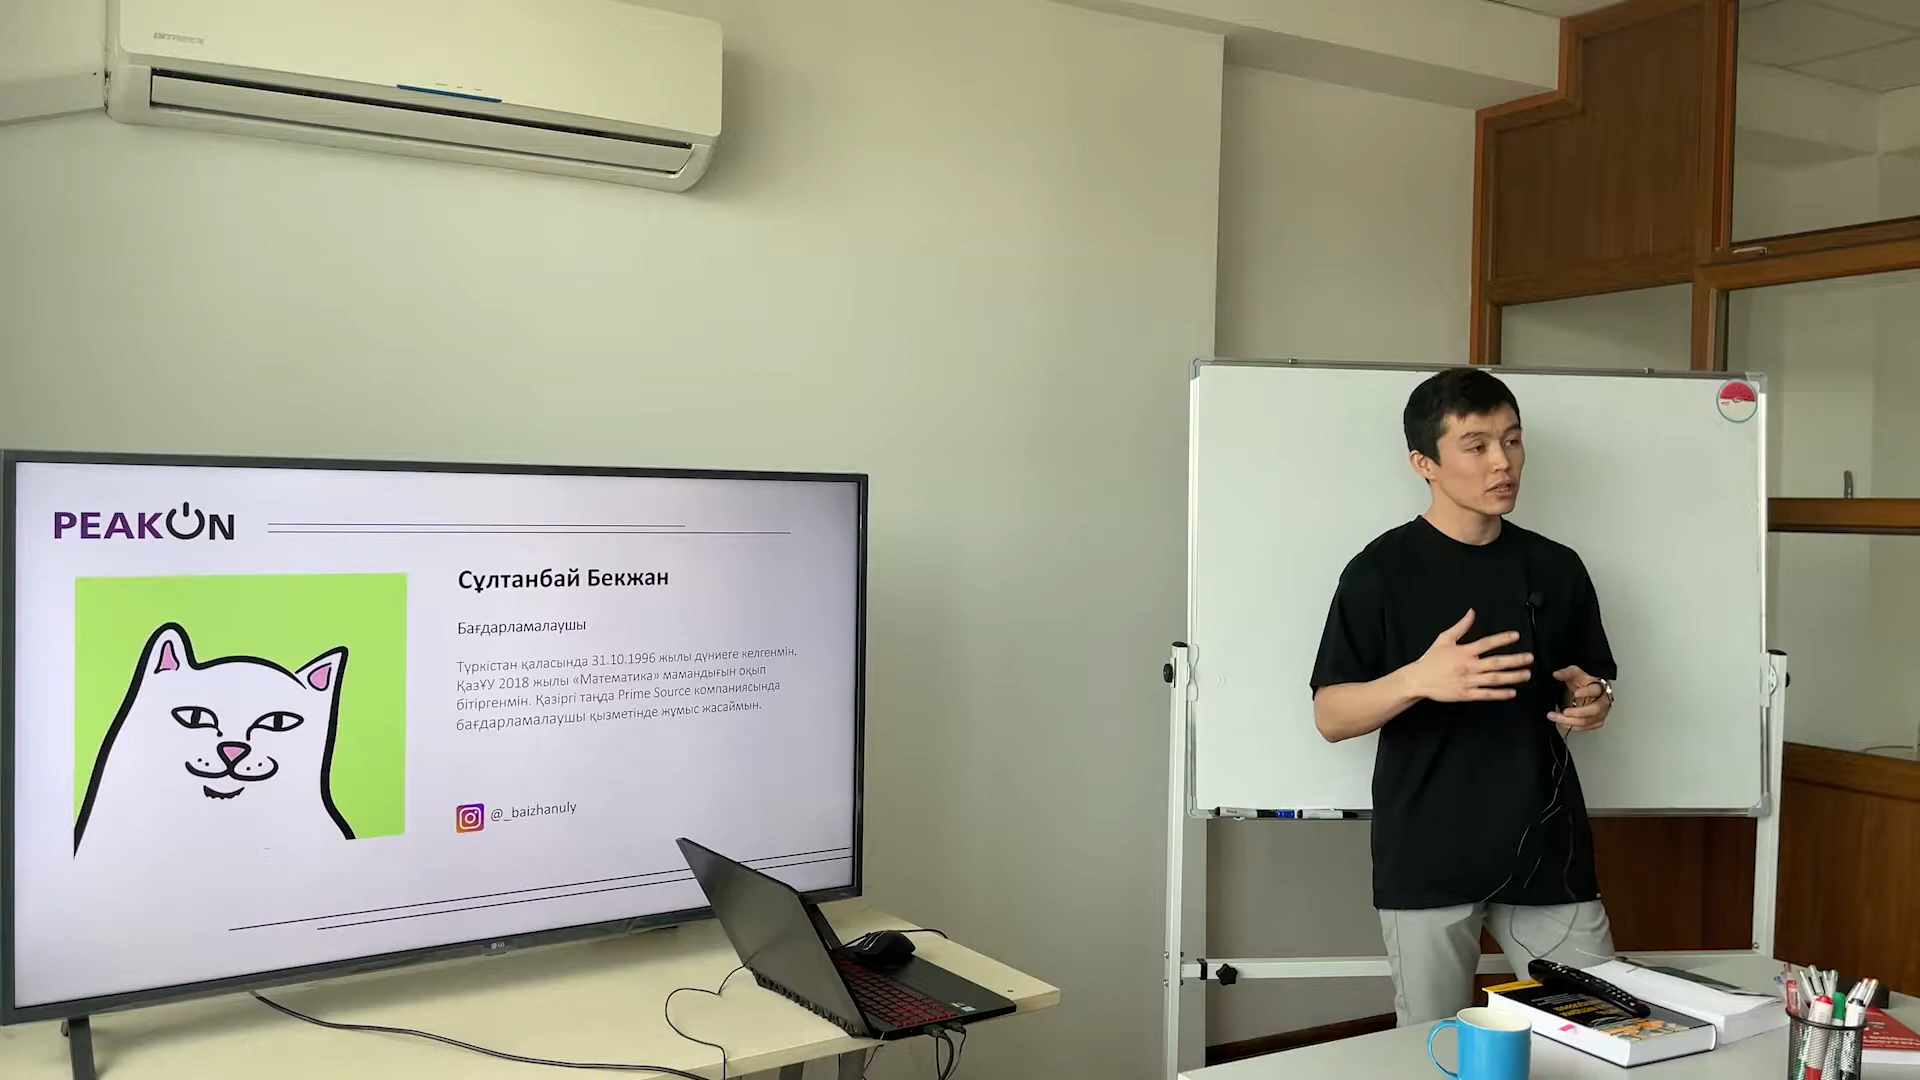 PEAKON
Сұлтанбай Бекжан
Бағдарламалаушы
Түркістан қаласында 31.10.1996 жылы дүниеге келгенмін.
ҚазҰУ 2018 жылы «Математика» мамандығын оқып
бітіргенмін. Қазіргі таңда Prime Source компаниясында
бағдарламалаушы қызметінде жұмыс жасаймын.
@_baizhanuly
LG